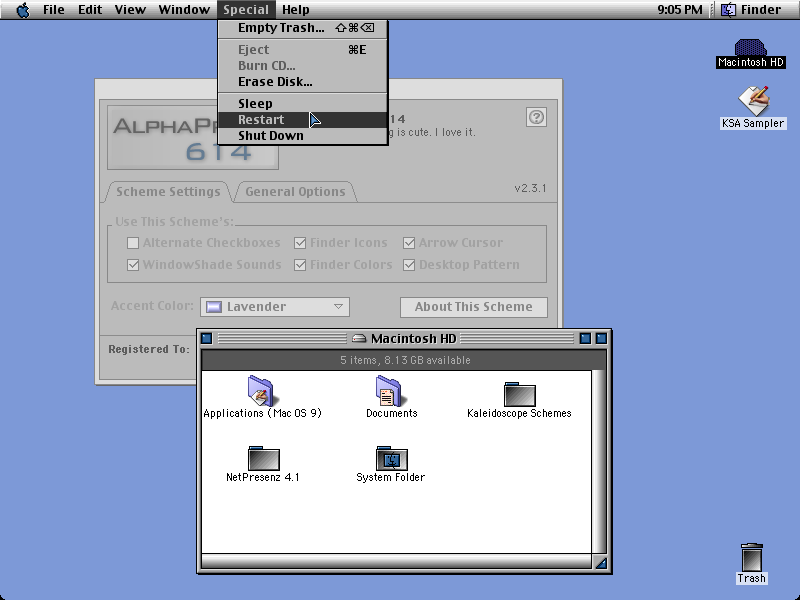 File Edit View Window Special Help 9:05 PM Finder
Empty Trash... ⇧⌘⌫
Eject ⌘E
Burn CD...
Erase Disk...
Sleep
Restart
Shut Down
Macintosh HD
KSA Sampler
ALPHAPR
614
14
g is cute. I love it.
?
Scheme Settings General Options v2.3.1
Use This Scheme's:
Alternate Checkboxes Finder Icons Arrow Cursor
WindowShade Sounds Finder Colors Desktop Pattern
Accent Color: Lavender About This Scheme
Registered To:
Macintosh HD
5 items, 8.13 GB available
Applications (Mac OS 9) Documents Kaleidoscope Schemes
NetPresenz 4.1 System Folder
Trash